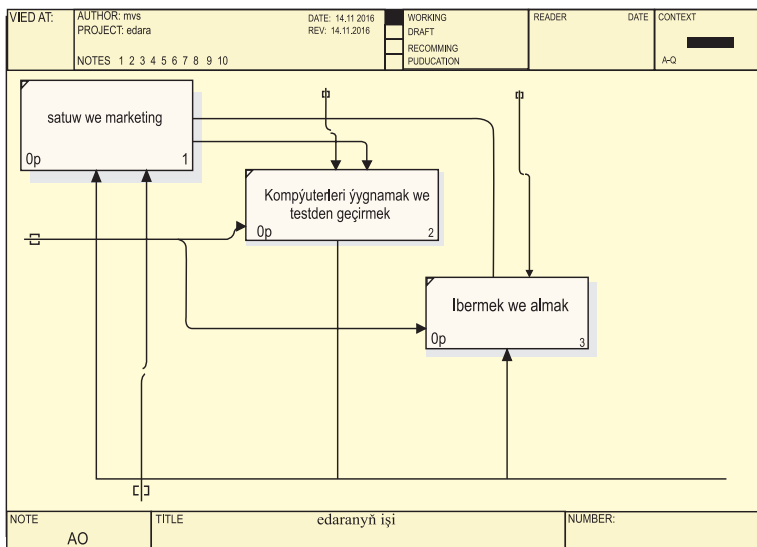 VIED AT:
AUTHOR: mvs
PROJECT: edara
DATE: 14.11 2016
REV: 14.11.2016
NOTES 1 2 3 4 5 6 7 8 9 10
WORKING
DRAFT
RECOMMING
PUDUCATION
READER DATE
CONTEXT
A-Q
satuw we marketing
0p 1
Kompýuterleri ýygnamak we
testden geçirmek
0p 2
Ibermek we almak
0p 3
NOTE
AO
TITLE
edaranyň işi
NUMBER: